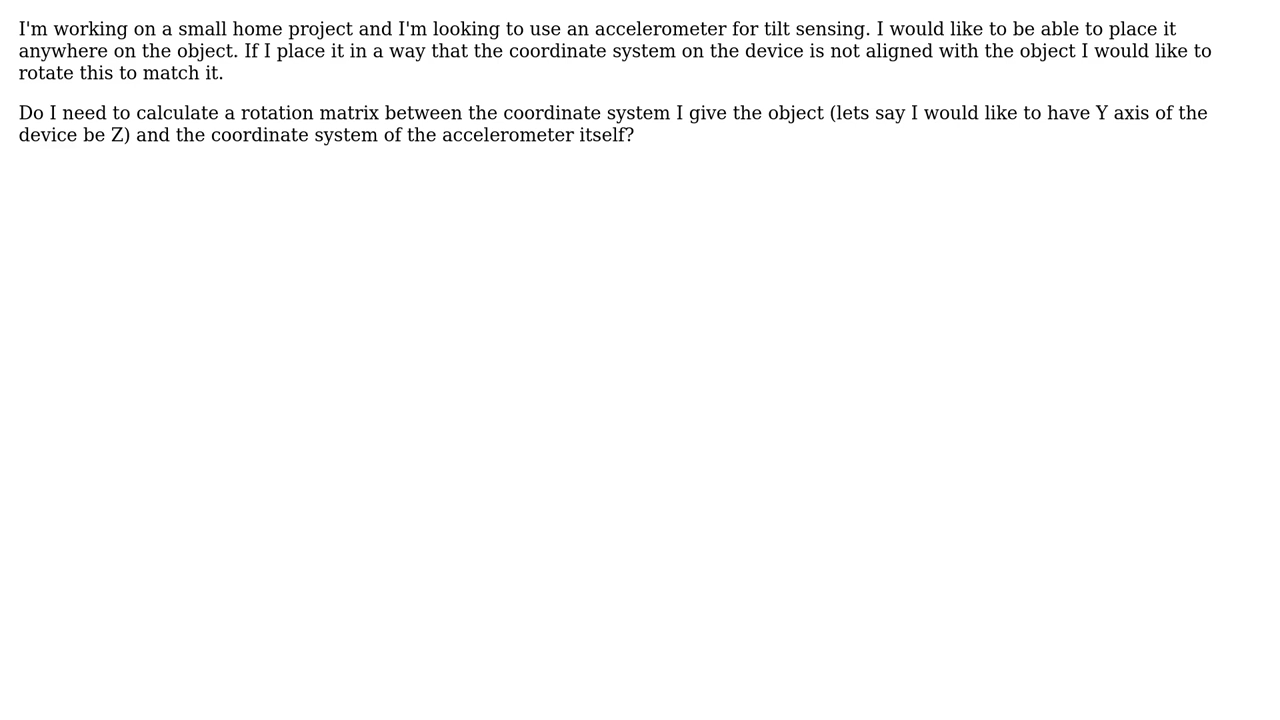 I'm working on a small home project and I'm looking to use an accelerometer for tilt sensing. I would like to be able to place it
anywhere on the object. If I place it in a way that the coordinate system on the device is not aligned with the object I would like to
rotate this to match it.
Do I need to calculate a rotation matrix between the coordinate system I give the object (lets say I would like to have Y axis of the
device be Z) and the coordinate system of the accelerometer itself?